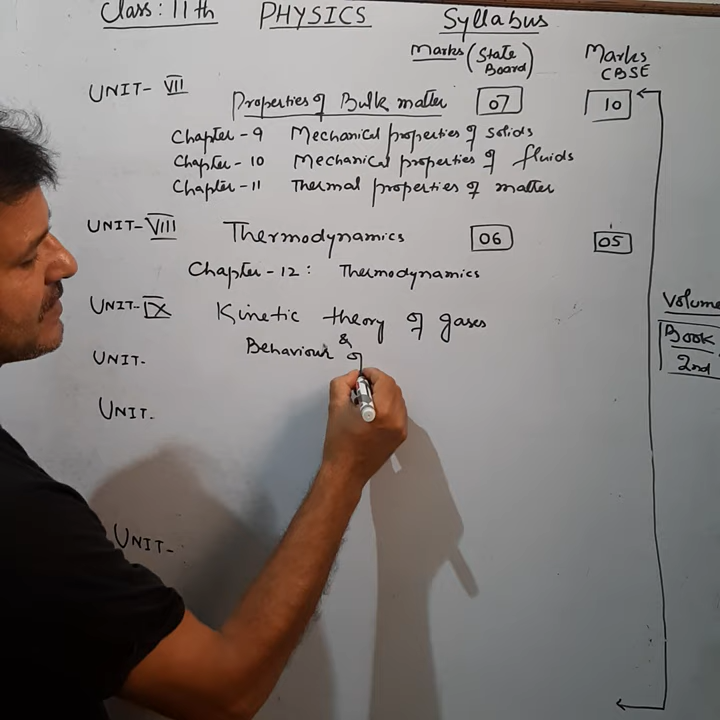 Class: 11th PHYSICS Syllabus
Marks (State Board) Marks CBSE
UNIT- VII
Properties of Bulk matter 07 10
Chapter - 9 Mechanical properties of solids
Chapter - 10 Mechanical properties of fluids
Chapter - 11 Thermal properties of matter
UNIT- VIII Thermodynamics 06 05
Chapter - 12: Thermodynamics
UNIT- IX Kinetic theory of gases
&
Behaviour of
UNIT-
UNIT-
UNIT-
Volume
Book
2nd